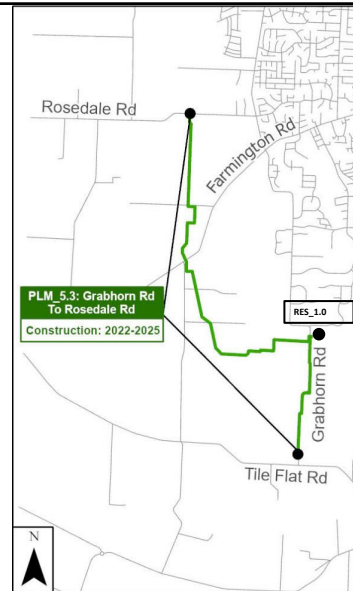 Rosedale Rd
Farmington Rd
PLM_5.3: Grabhorn Rd
To Rosedale Rd
Construction: 2022-2025
RES_1.0
Grabhorn Rd
Tile Flat Rd
N